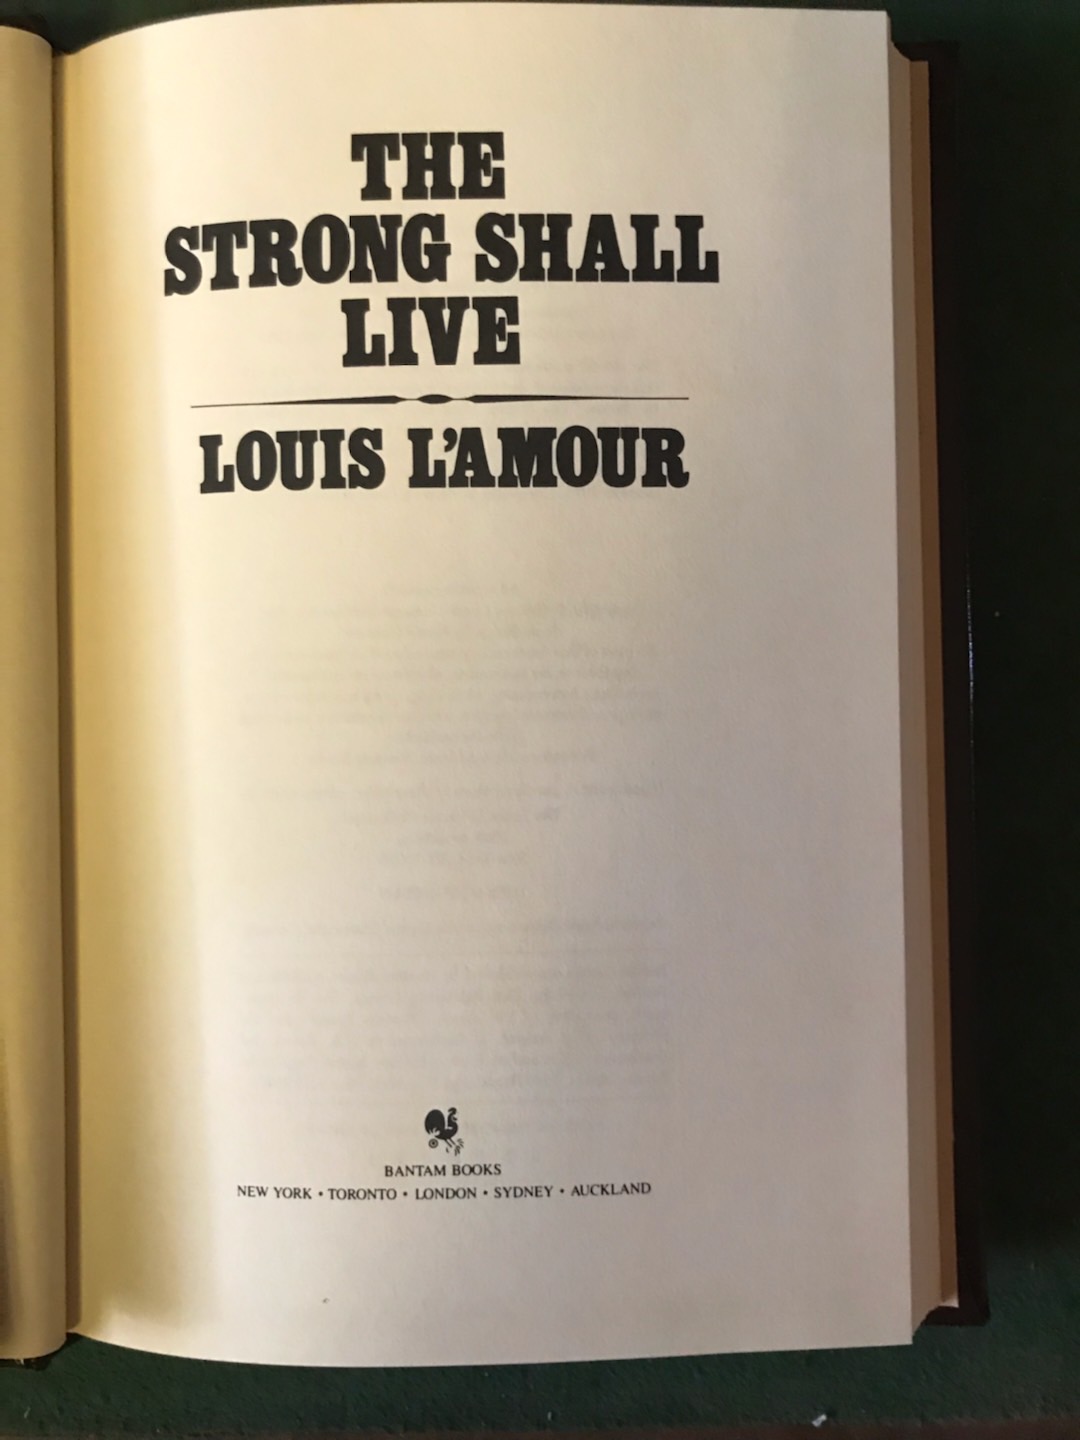 THE
STRONG SHALL
LIVE
LOUIS L'AMOUR
BANTAM BOOKS
NEW YORK • TORONTO • LONDON • SYDNEY • AUCKLAND